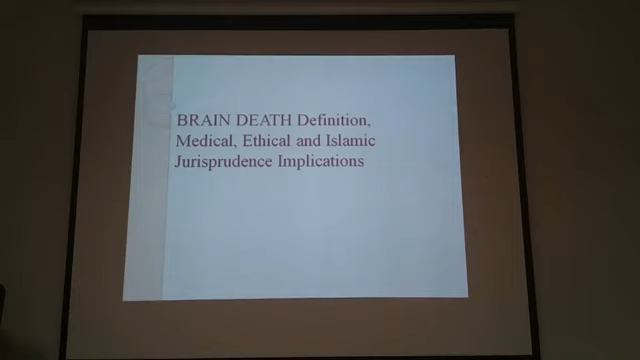 BRAIN DEATH Definition,
Medical, Ethical and Islamic
Jurisprudence Implications